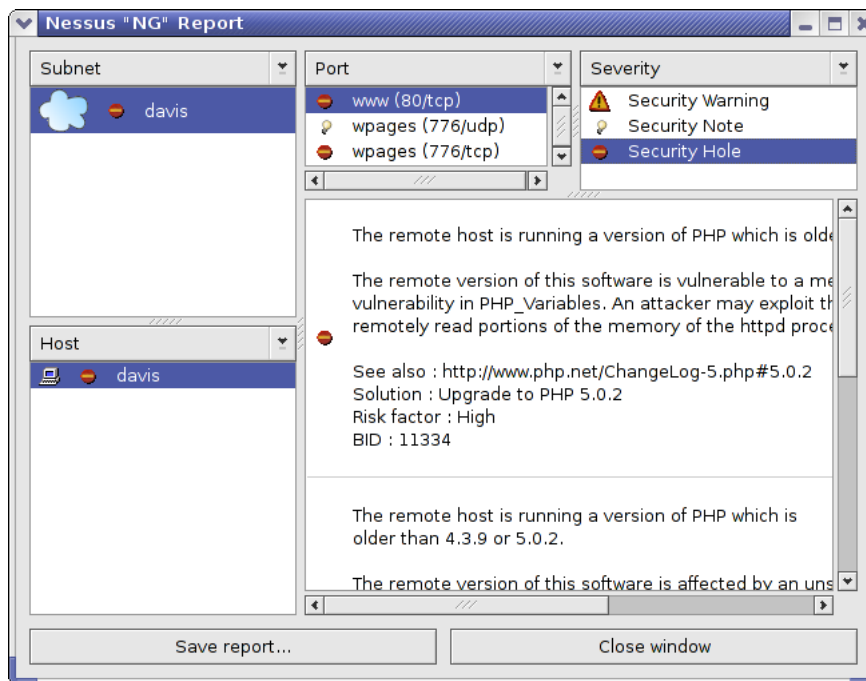 Nessus "NG" Report
Subnet
davis
Port
www (80/tcp)
wpages (776/udp)
wpages (776/tcp)
Severity
Security Warning
Security Note
Security Hole
Host
davis
The remote host is running a version of PHP which is
The remote version of this software is vulnerable to a
vulnerability in PHP_Variables. An attacker may exploit
remotely read portions of the memory of the httpd
See also : http://www.php.net/ChangeLog-5.php#5.0.2
Solution : Upgrade to PHP 5.0.2
Risk factor : High
BID : 11334
The remote host is running a version of PHP which is
older than 4.3.9 or 5.0.2.
The remote version of this software is affected by an
Save report...
Close window